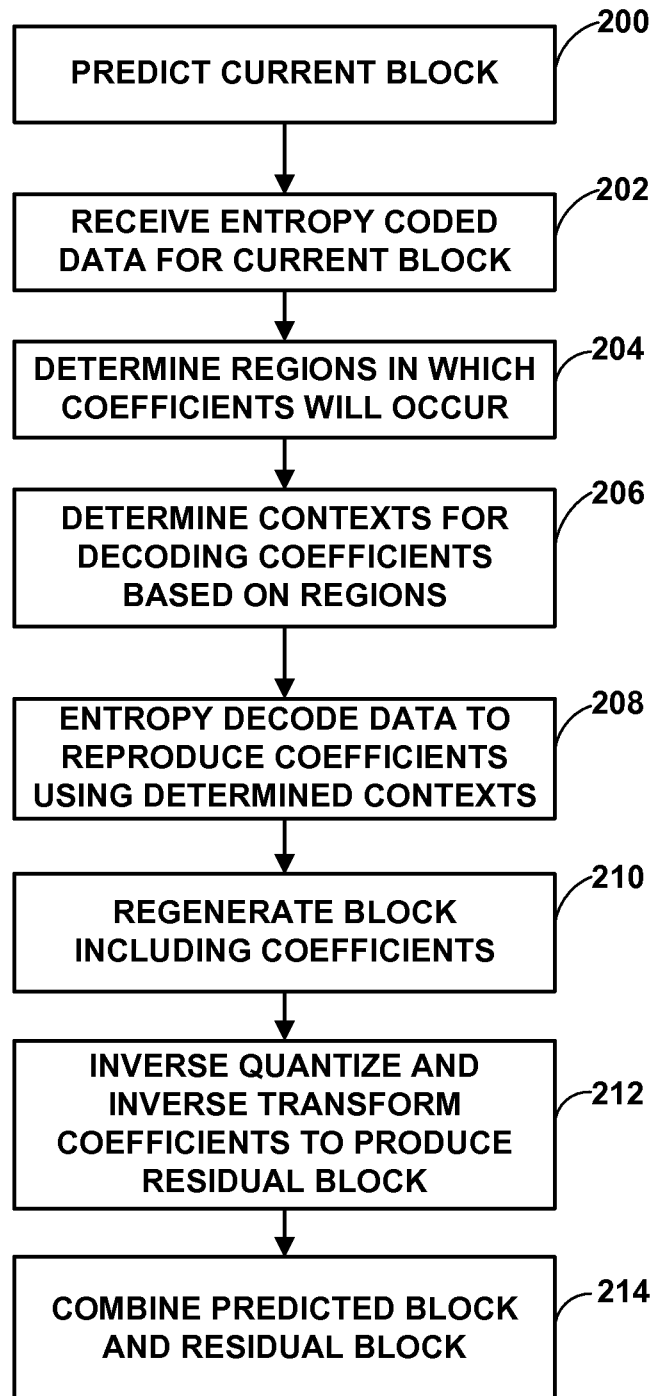 200
PREDICT CURRENT BLOCK
202
RECEIVE ENTROPY CODED
DATA FOR CURRENT BLOCK
204
DETERMINE REGIONS IN WHICH
COEFFICIENTS WILL OCCUR
206
DETERMINE CONTEXTS FOR
DECODING COEFFICIENTS
BASED ON REGIONS
208
ENTROPY DECODE DATA TO
REPRODUCE COEFFICIENTS
USING DETERMINED CONTEXTS
210
REGENERATE BLOCK
INCLUDING COEFFICIENTS
212
INVERSE QUANTIZE AND
INVERSE TRANSFORM
COEFFICIENTS TO PRODUCE
RESIDUAL BLOCK
214
COMBINE PREDICTED BLOCK
AND RESIDUAL BLOCK